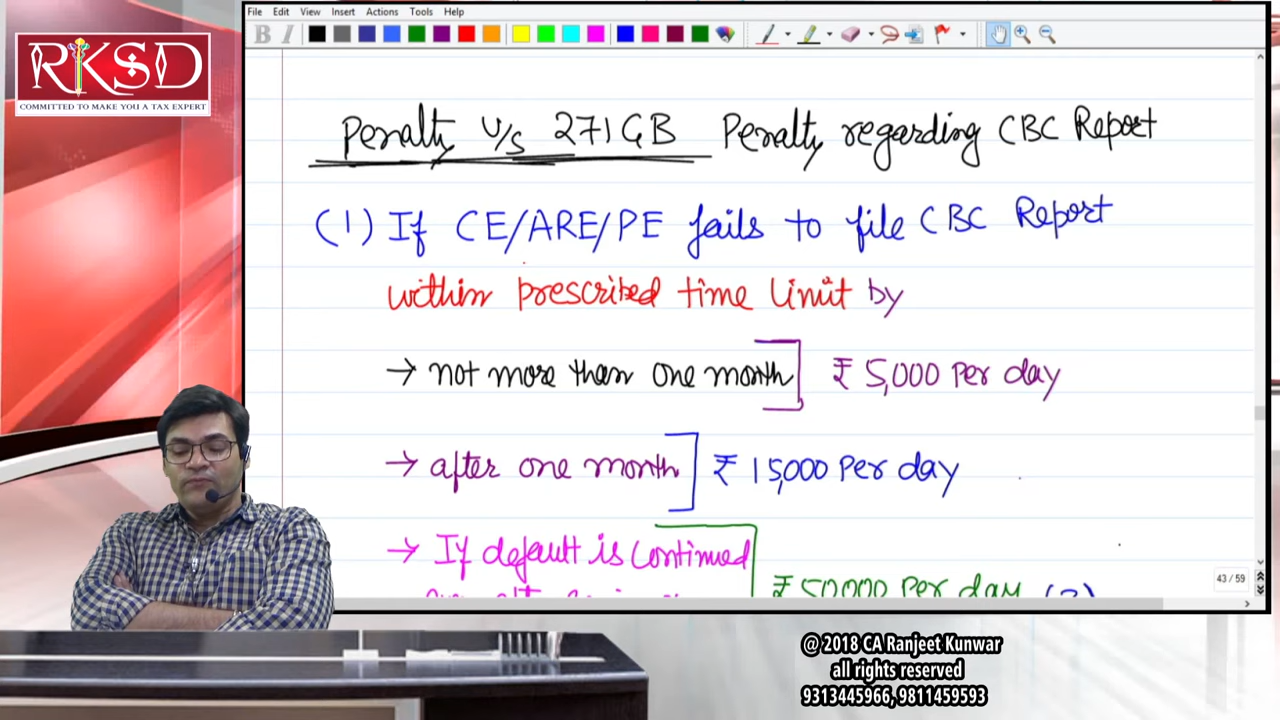 File Edit View Insert Actions Tools Help
B I
RKSD
COMMITTED TO MAKE YOU A TAX EXPERT
Penalty u/s 271GB Penalty regarding CBC Report
(1) If CE/ARE/PE fails to file CBC Report
within prescribed time limit by
→ not more than one month ₹ 5,000 per day
→ after one month ₹ 15,000 per day
→ If default is continued
₹ 50,000 per day
43 / 59
@ 2018 CA Ranjeet Kunwar
all rights reserved
9313445966, 9811459593